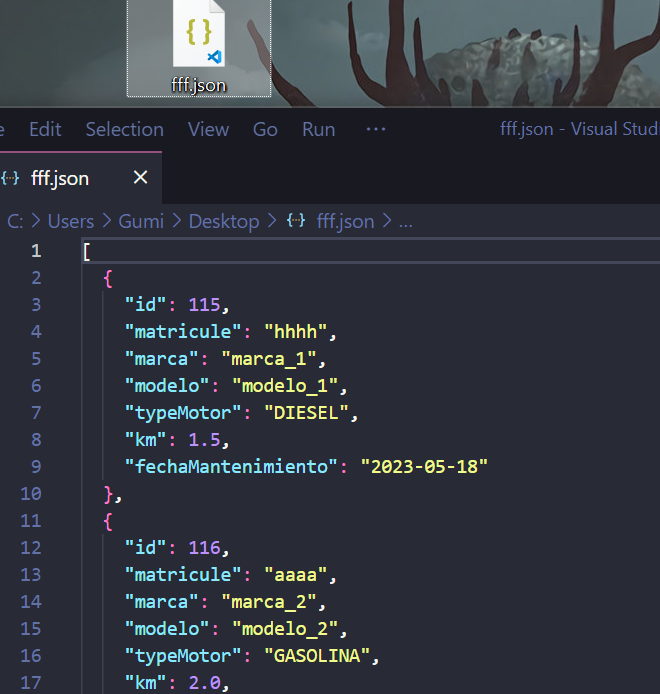 { }
fff.json
e Edit Selection View Go Run ··· fff.json - Visual Studi
{··} fff.json ×
C: > Users > Gumi > Desktop > {··} fff.json > ...
1 [
2 {
3 "id": 115,
4 "matricule": "hhhh",
5 "marca": "marca_1",
6 "modelo": "modelo_1",
7 "typeMotor": "DIESEL",
8 "km": 1.5,
9 "fechaMantenimiento": "2023-05-18"
10 },
11 {
12 "id": 116,
13 "matricule": "aaaa",
14 "marca": "marca_2",
15 "modelo": "modelo_2",
16 "typeMotor": "GASOLINA",
17 "km": 2.0,